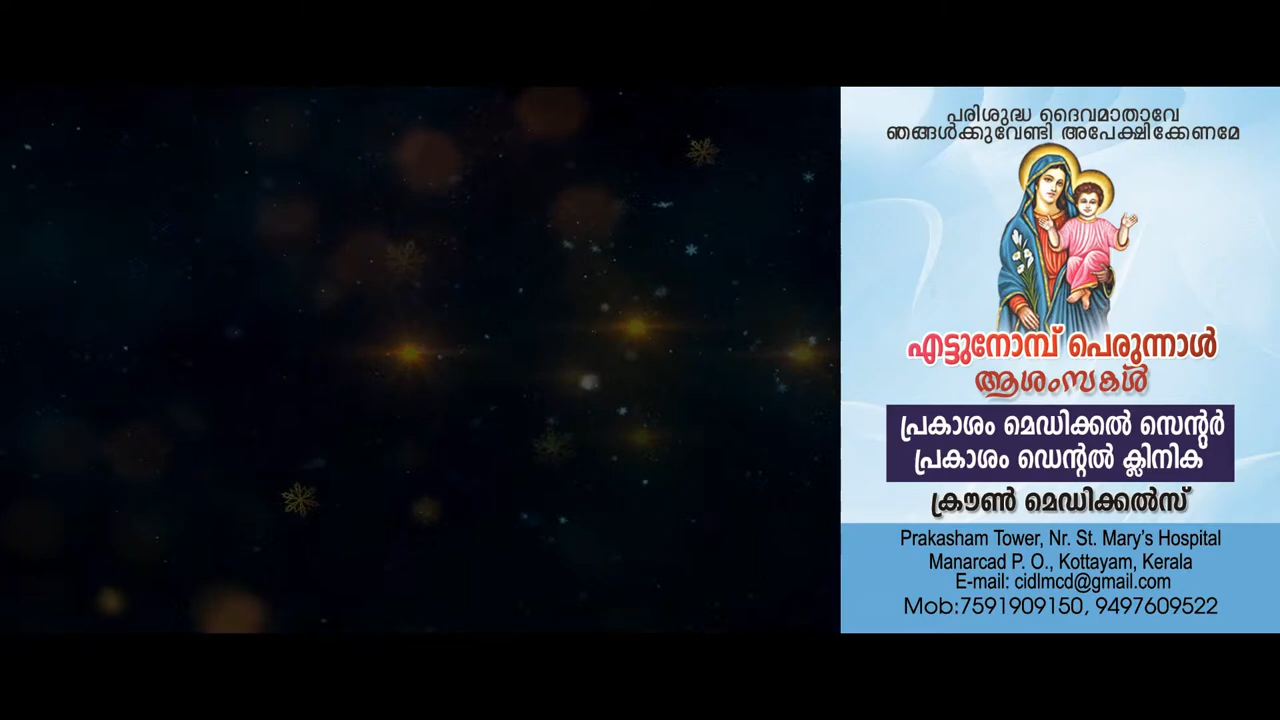 പരിശുദ്ധ ദൈവമാതാവേ
ഞങ്ങൾക്കുവേണ്ടി അപേക്ഷിക്കേണമേ
എട്ടുനോമ്പ് പെരുന്നാൾ
ആശംസകൾ
പ്രകാശം മെഡിക്കൽ സെന്റർ
പ്രകാശം ഡെന്റൽ ക്ലിനിക്
ക്രൗൺ മെഡിക്കൽസ്
Prakasham Tower, Nr. St. Mary's Hospital
Manarcad P. O., Kottayam, Kerala
E-mail: cidlmcd@gmail.com
Mob:7591909150, 9497609522